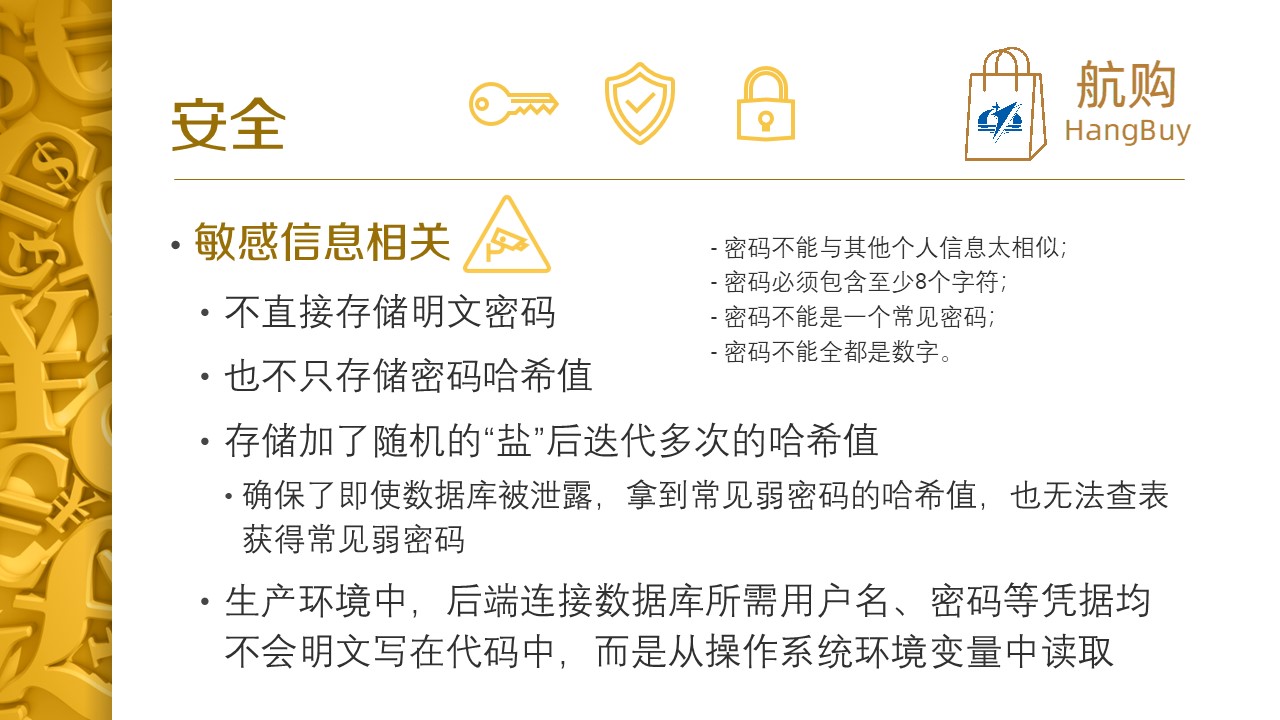 安全
航购
HangBuy
• 敏感信息相关
• 不直接存储明文密码
• 也不只存储密码哈希值
- 密码不能与其他个人信息太相似;
- 密码必须包含至少8个字符;
- 密码不能是一个常见密码;
- 密码不能全都是数字。
• 存储加了随机的“盐”后迭代多次的哈希值
• 确保了即使数据库被泄露，拿到常见弱密码的哈希值，也无法查表
获得常见弱密码
• 生产环境中，后端连接数据库所需用户名、密码等凭据均
不会明文写在代码中，而是从操作系统环境变量中读取